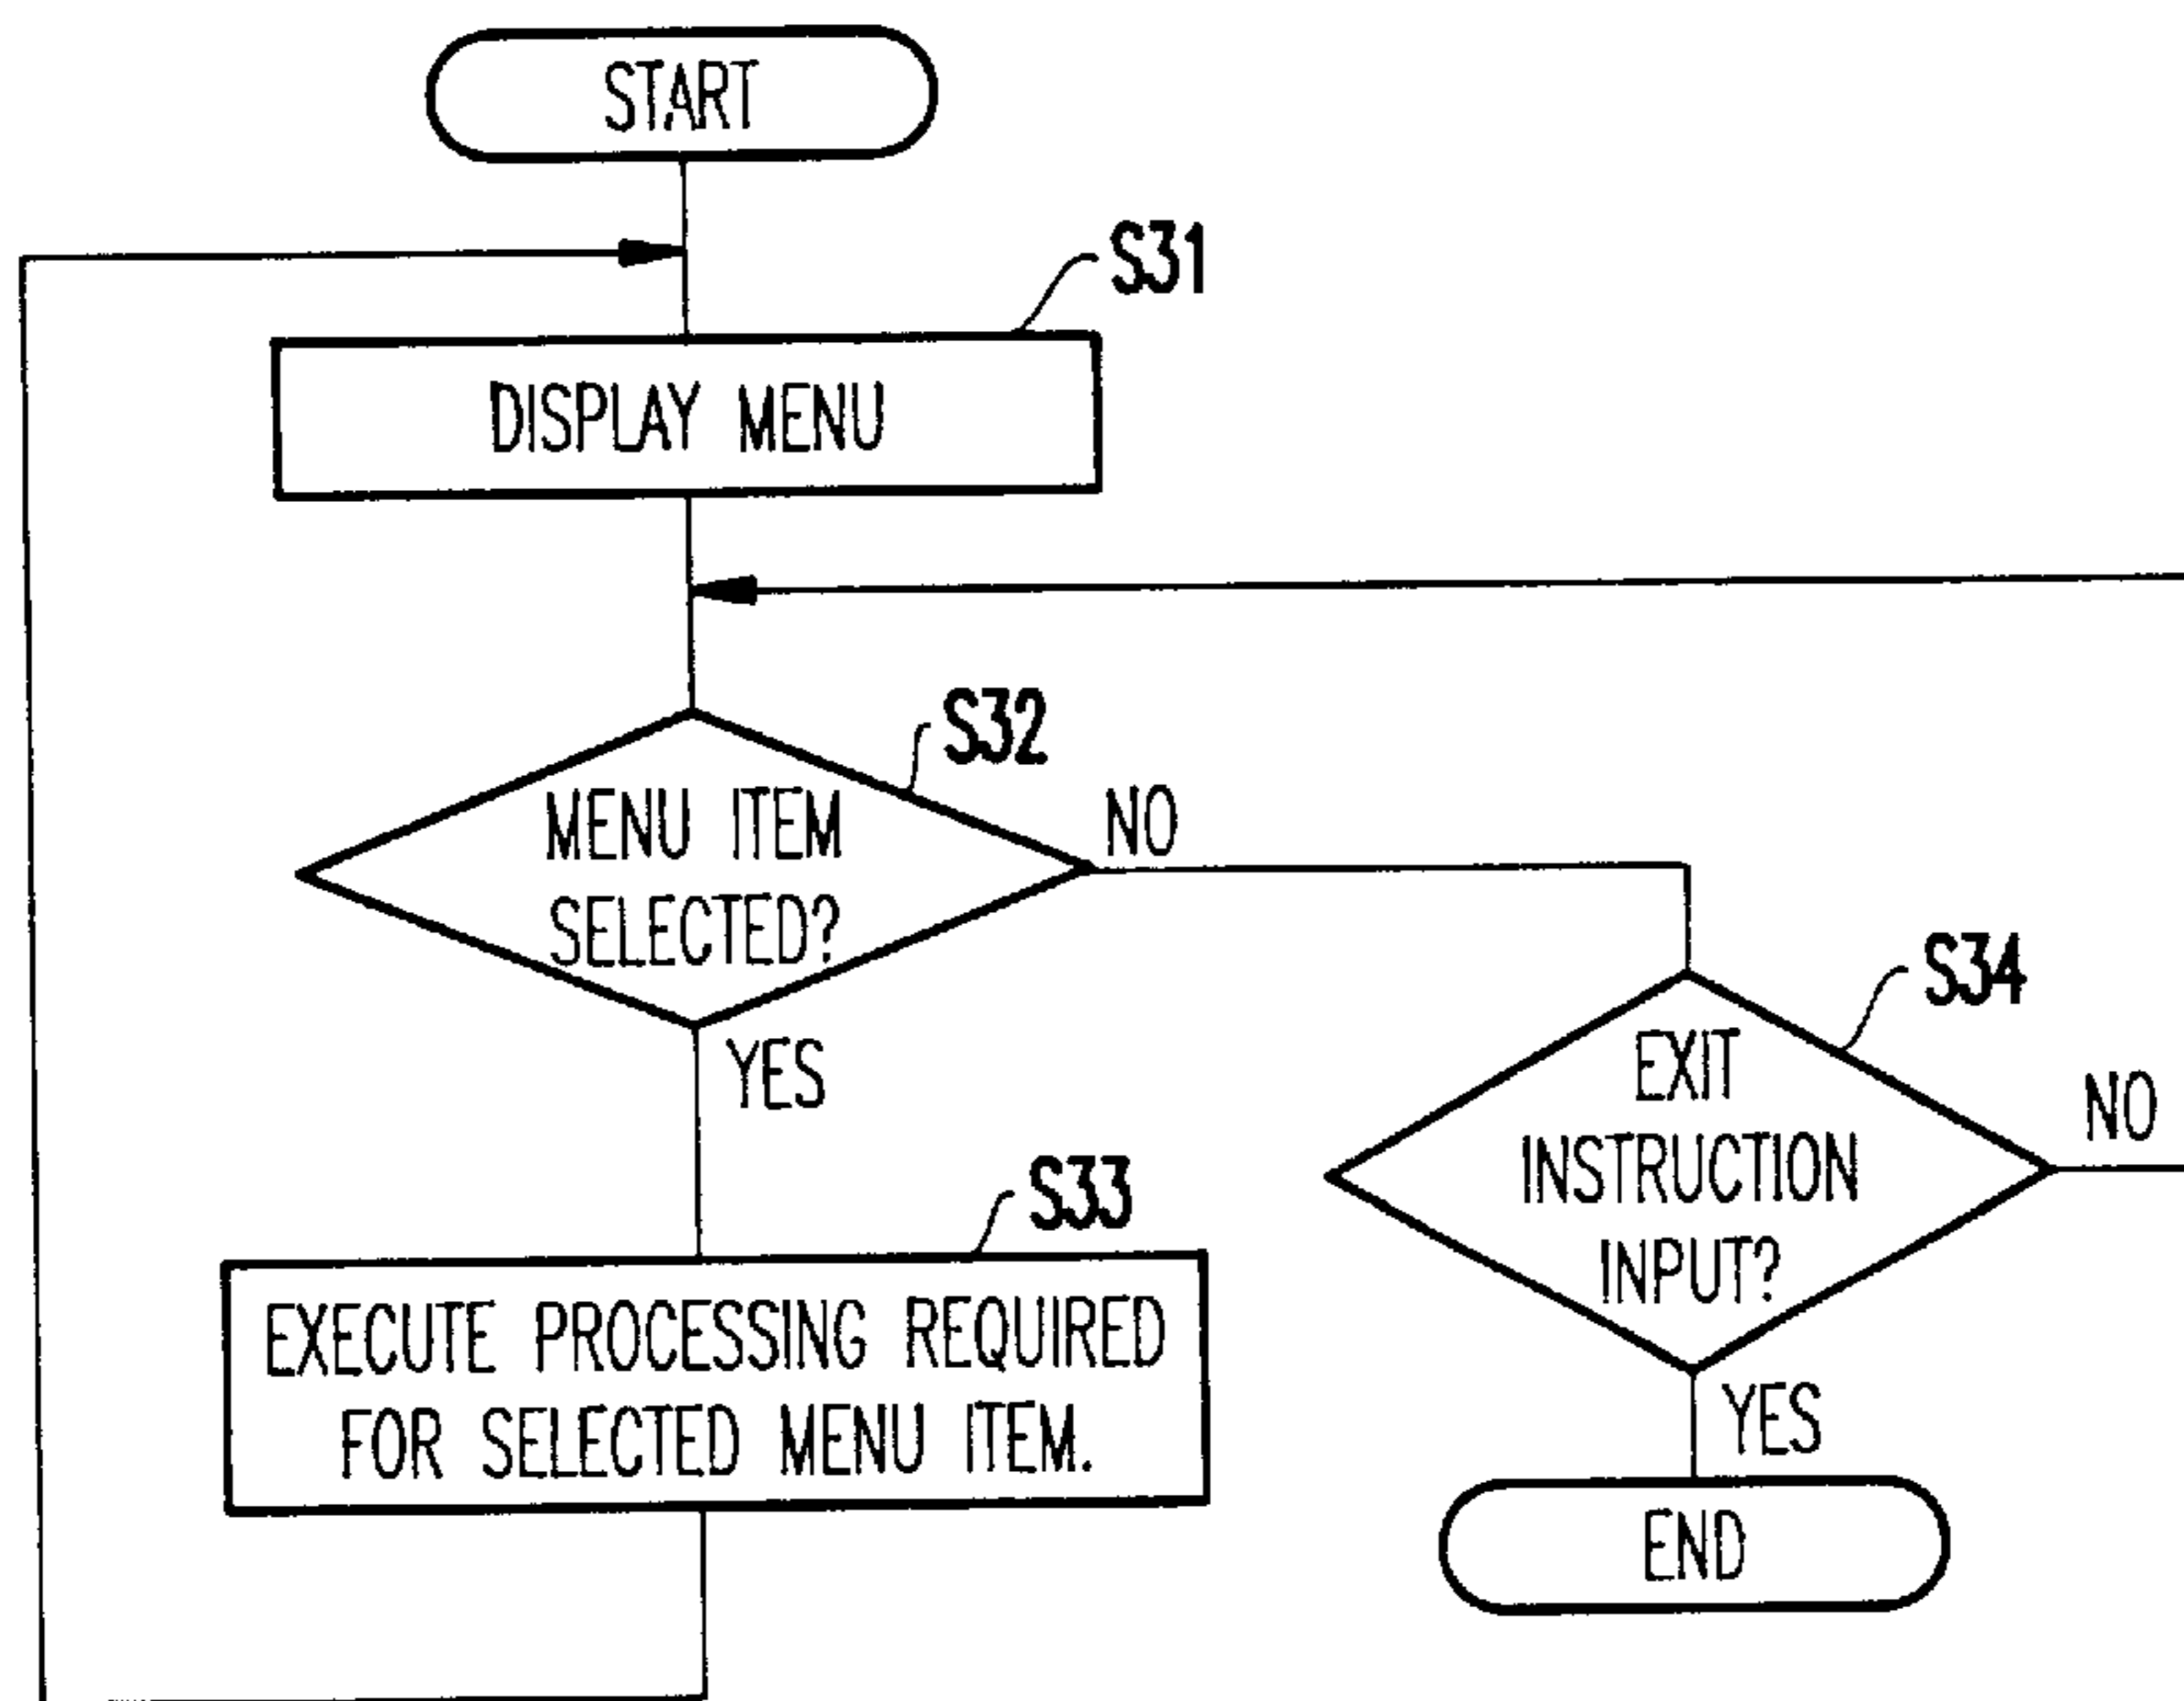 START
S31
DISPLAY MENU
S32
MENU ITEM
SELECTED?
NO
YES
S34
EXIT
INSTRUCTION
INPUT?
NO
YES
S33
EXECUTE PROCESSING REQUIRED
FOR SELECTED MENU ITEM.
END